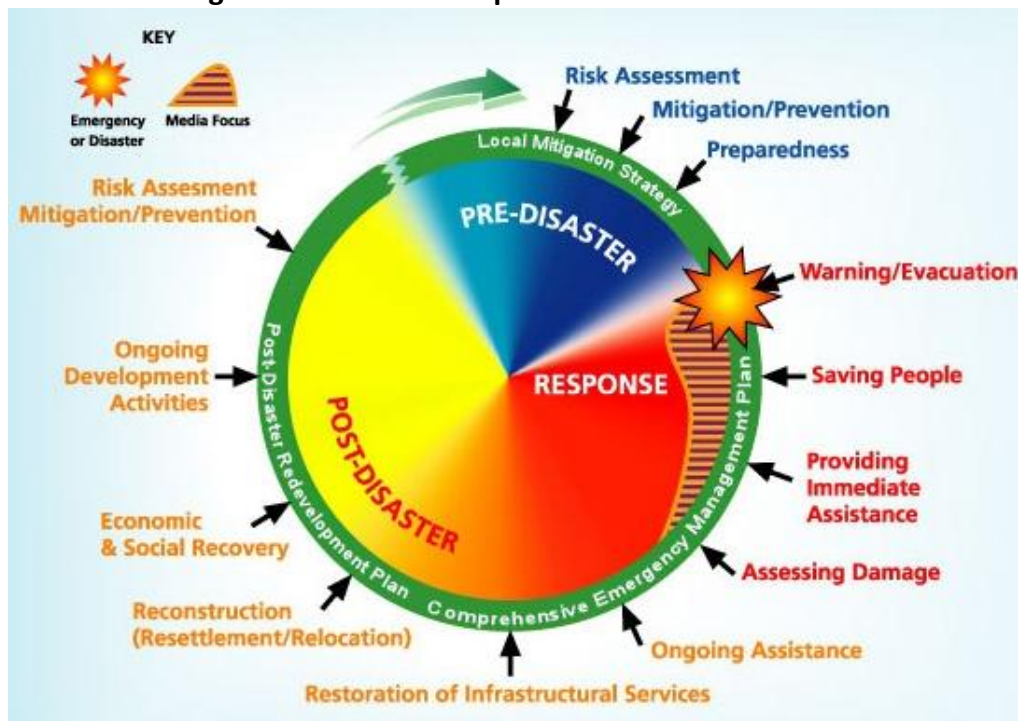 KEY
Emergency
or Disaster
Media Focus
Risk Assessment
Mitigation/Prevention
Preparedness
Local Mitigation Strategy
PRE-DISASTER
Warning/Evacuation
Saving People
RESPONSE
Providing
Immediate
Assistance
Assessing Damage
Comprehensive Emergency Management Plan
Ongoing Assistance
Restoration of Infrastructural Services
Reconstruction
(Resettlement/Relocation)
Economic
& Social Recovery
POST-DISASTER
Post-Disaster Redevelopment Plan
Ongoing
Development
Activities
Risk Assesment
Mitigation/Prevention